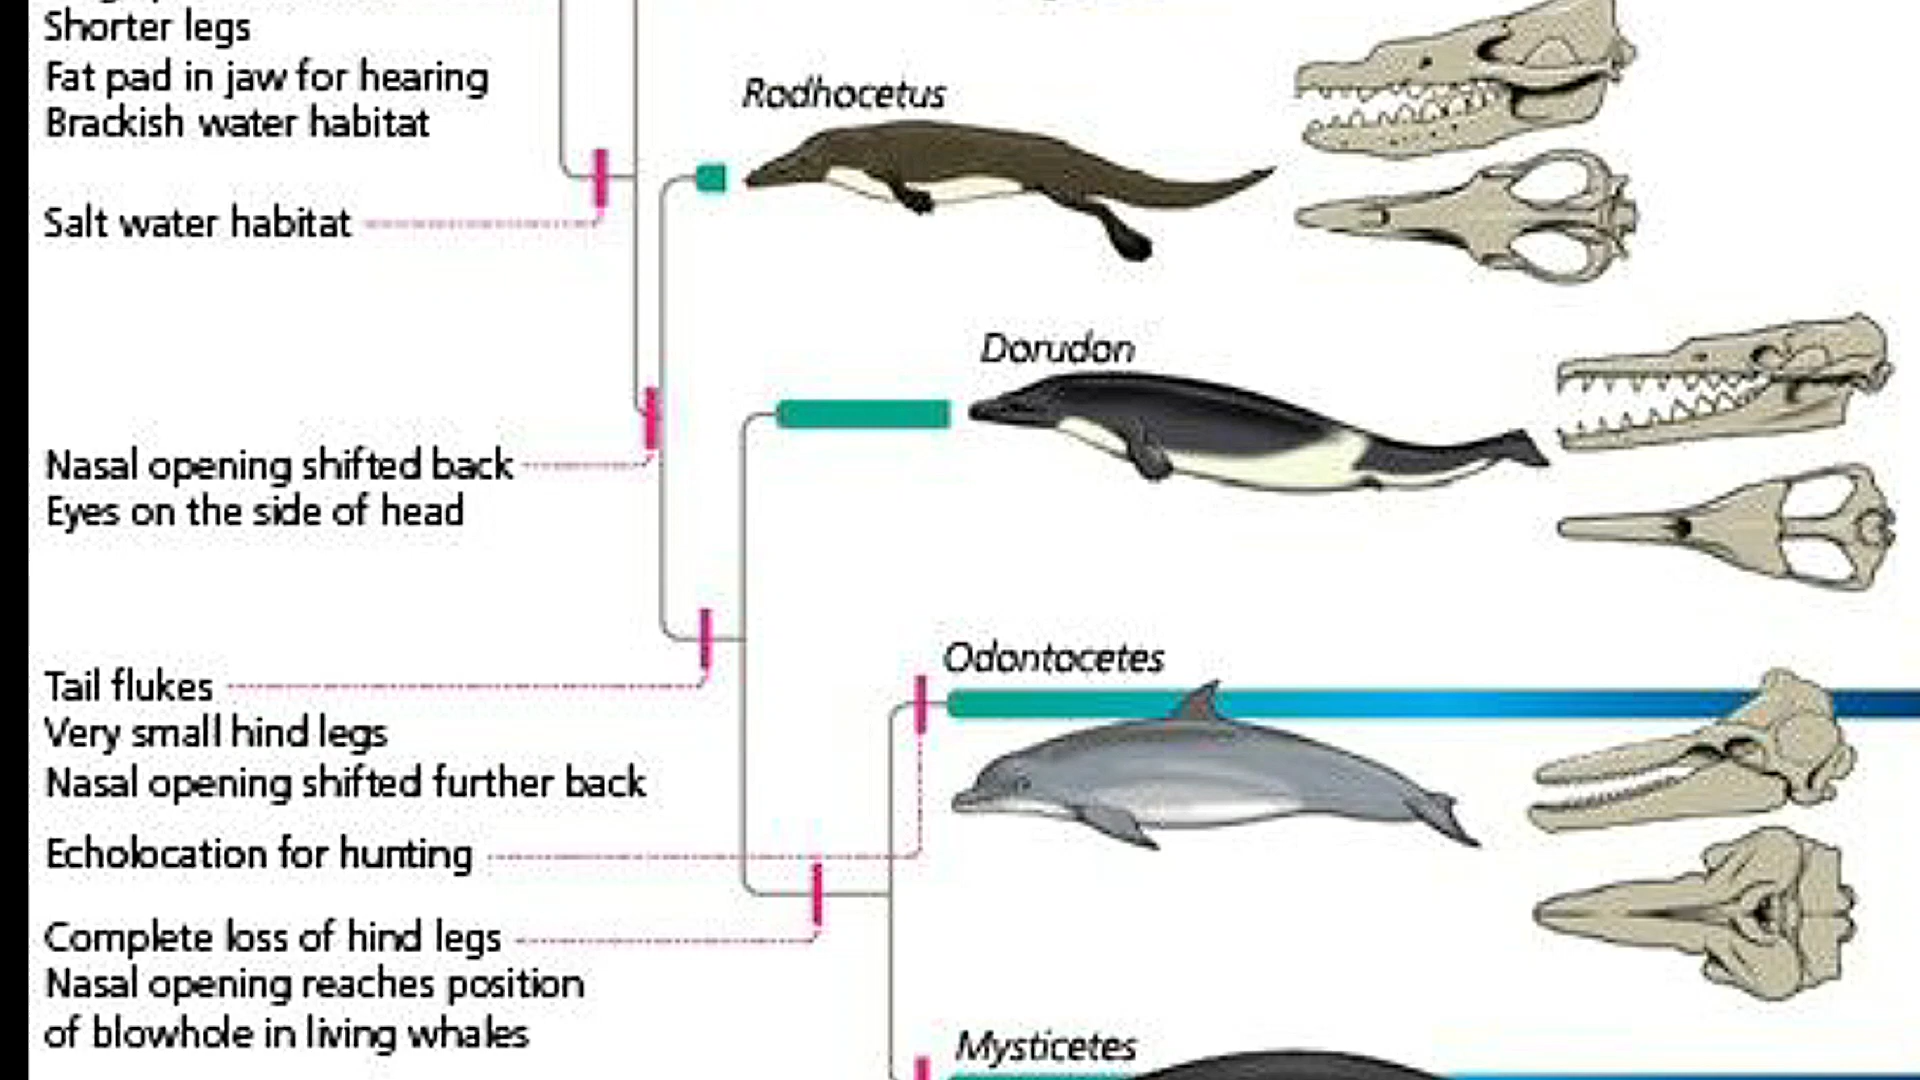 Shorter legs
Fat pad in jaw for hearing
Brackish water habitat
Rodhocetus
Salt water habitat
Dorudon
Nasal opening shifted back
Eyes on the side of head
Odontocetes
Tail flukes
Very small hind legs
Nasal opening shifted further back
Echolocation for hunting
Complete loss of hind legs
Nasal opening reaches position
of blowhole in living whales
Mysticetes